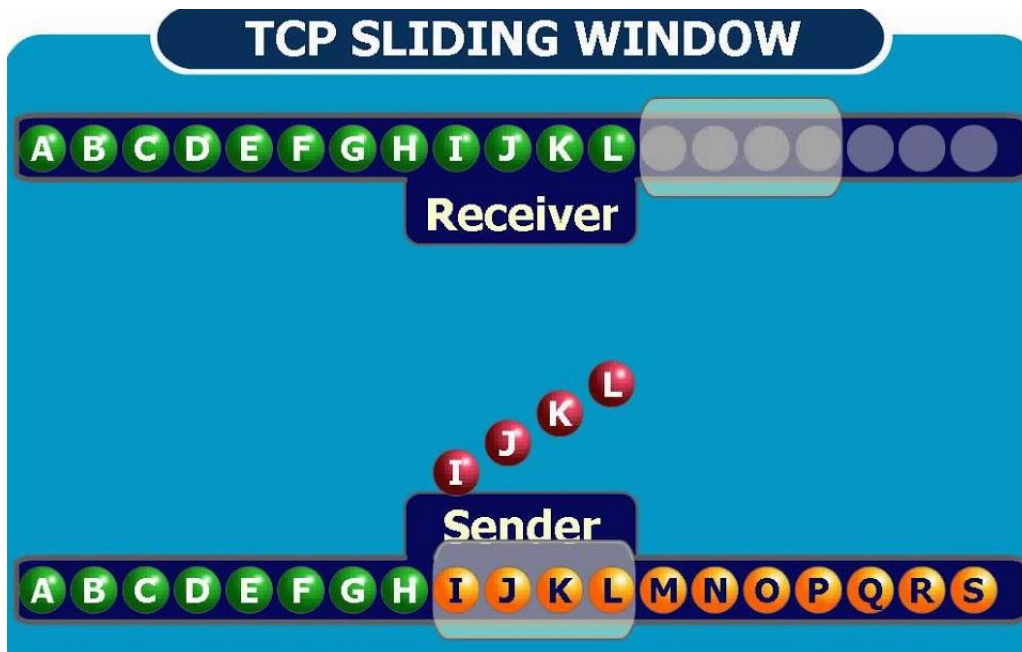 TCP SLIDING WINDOW
A B C D E F G H I J K L
Receiver
L
K
J
I
Sender
A B C D E F G H I J K L M N O P Q R S